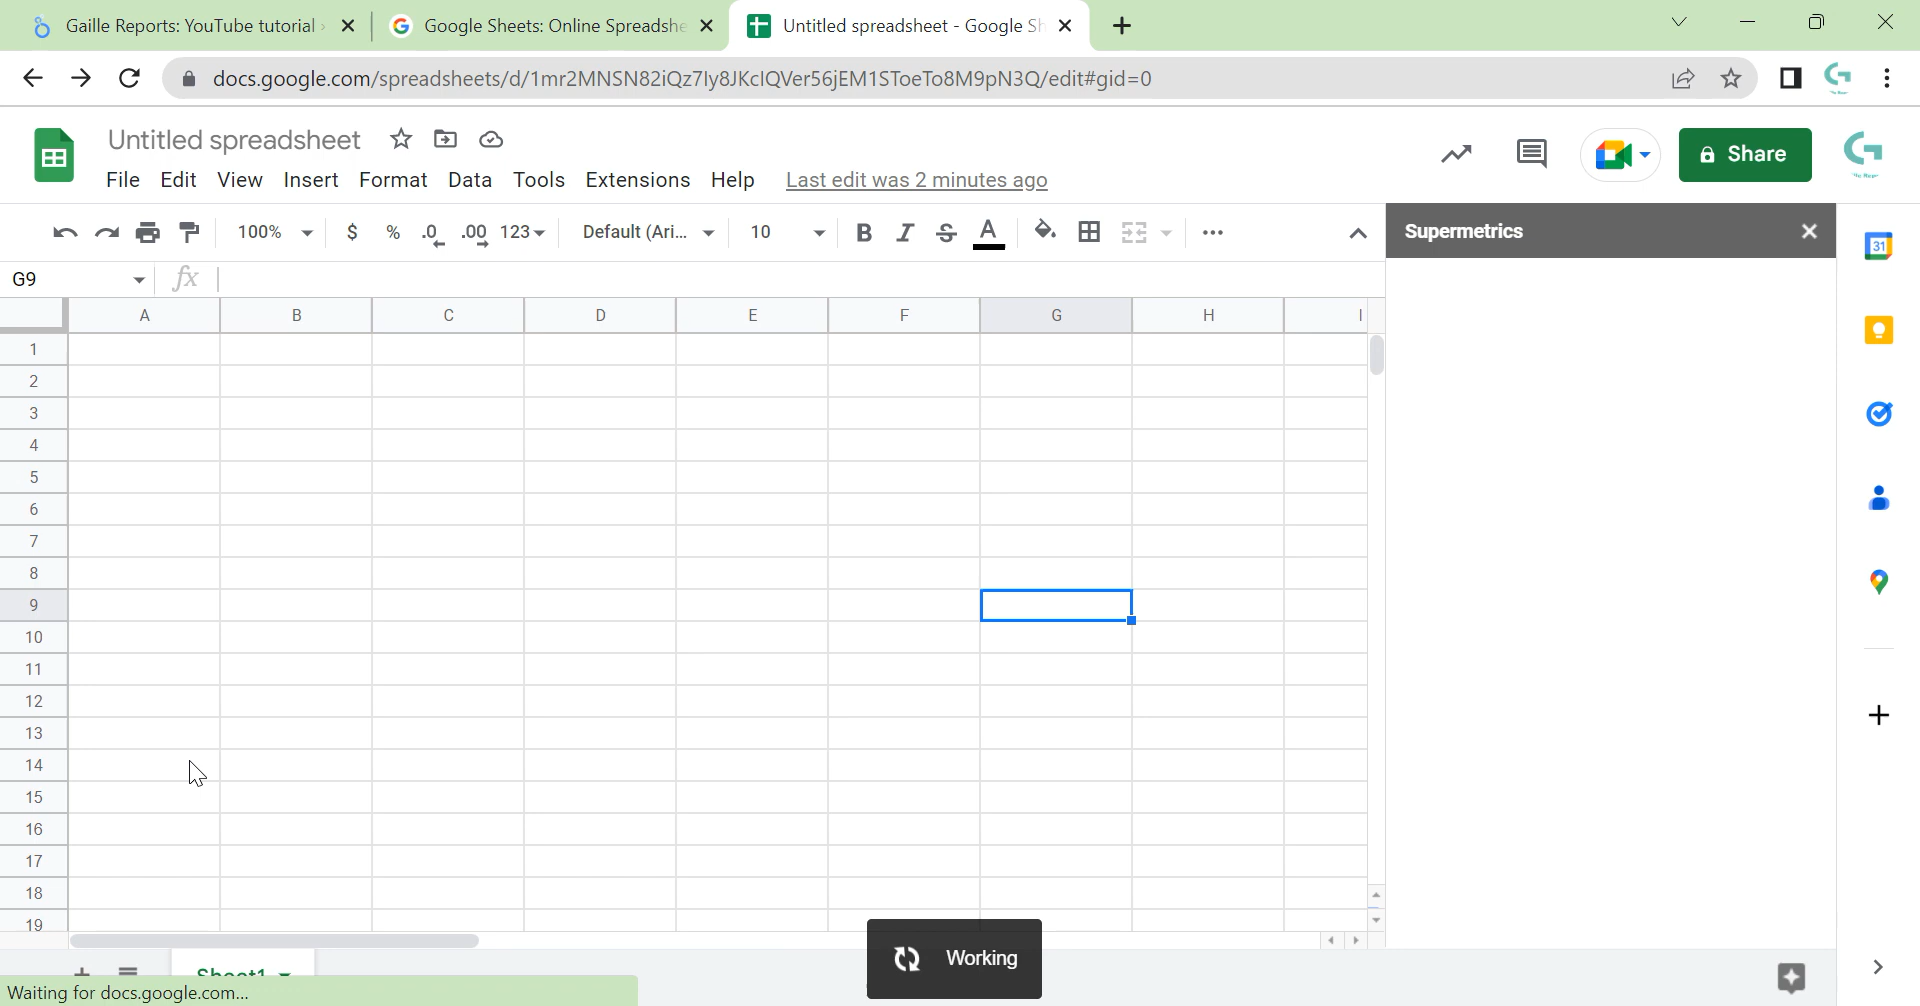 Gaille Reports: YouTube tutorial
Google Sheets: Online Spreadshe
Untitled spreadsheet - Google Sh
docs.google.com/spreadsheets/d/1mr2MNSN82iQz7Iy8JKcIQVer56jEM1SToeTo8M9pN3Q/edit#gid=0
Untitled spreadsheet
Share
File Edit View Insert Format Data Tools Extensions Help Last edit was 2 minutes ago
100% $ % .0 .00 123 Default (Ari... 10 B I S A
Supermetrics
31
G9 fx
A B C D E F G H I
1
2
3
4
5
6
7
8
9
10
11
12
13
14
15
16
17
18
19
Working
Sheet1
Waiting for docs.google.com...